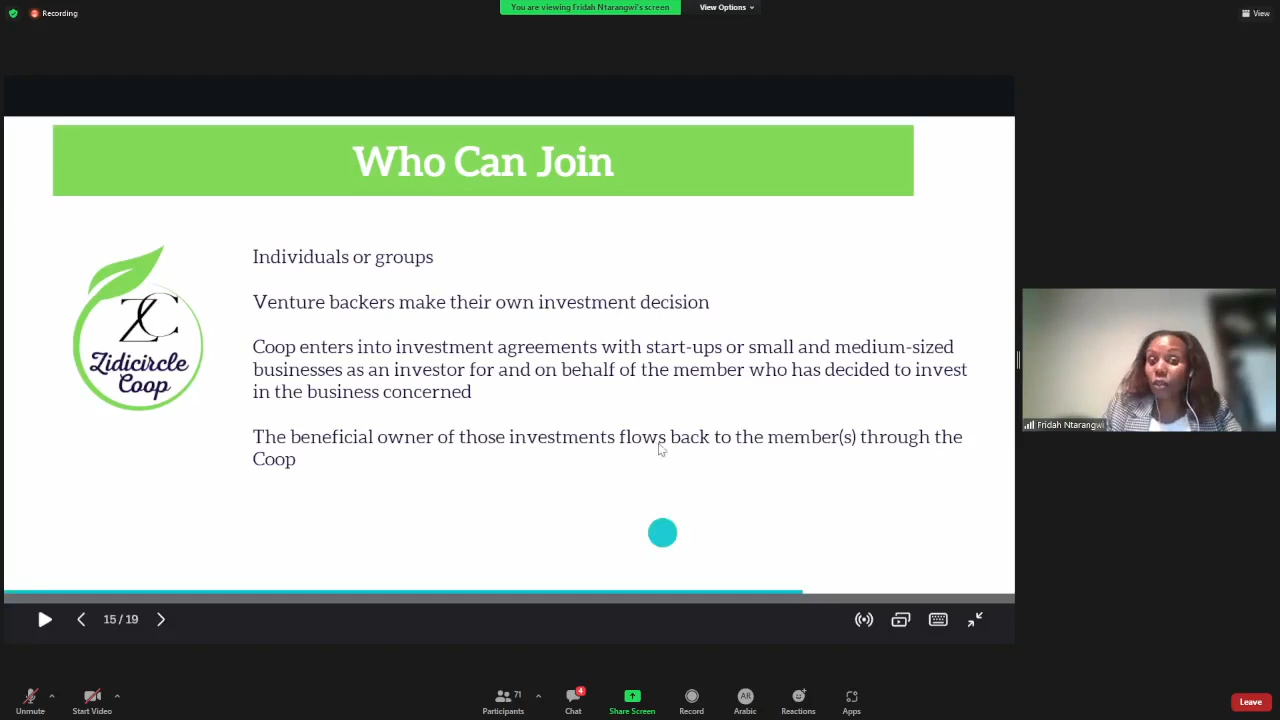 Recording
You are viewing Fridah Ntarangwi's screen
View Options
View
Who Can Join
ZC
Zidicircle
Coop
Individuals or groups
Venture backers make their own investment decision
Coop enters into investment agreements with start-ups or small and medium-sized
businesses as an investor for and on behalf of the member who has decided to invest
in the business concerned
The beneficial owner of those investments flows back to the member(s) through the
Coop
Fridah Ntarangwi
15 / 19
71
4
AR
Unmute
Start Video
Participants
Chat
Share Screen
Record
Arabic
Reactions
Apps
Leave